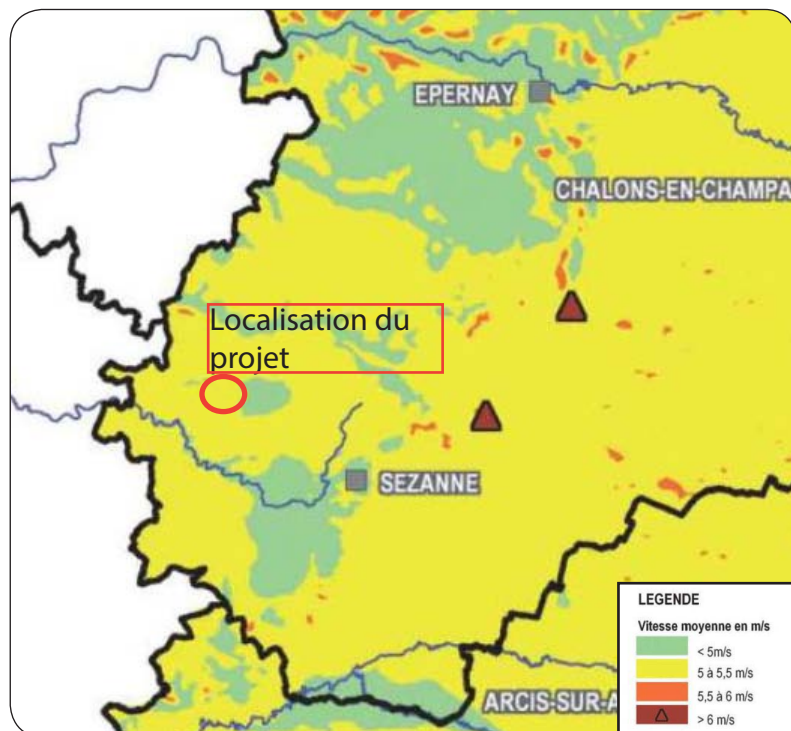 EPERNAY
CHALONS-EN-CHAMPA
Localisation du
projet
SEZANNE
ARCIS-SUR-A
LEGENDE
Vitesse moyenne en m/s
< 5m/s
5 à 5,5 m/s
5,5 à 6 m/s
> 6 m/s